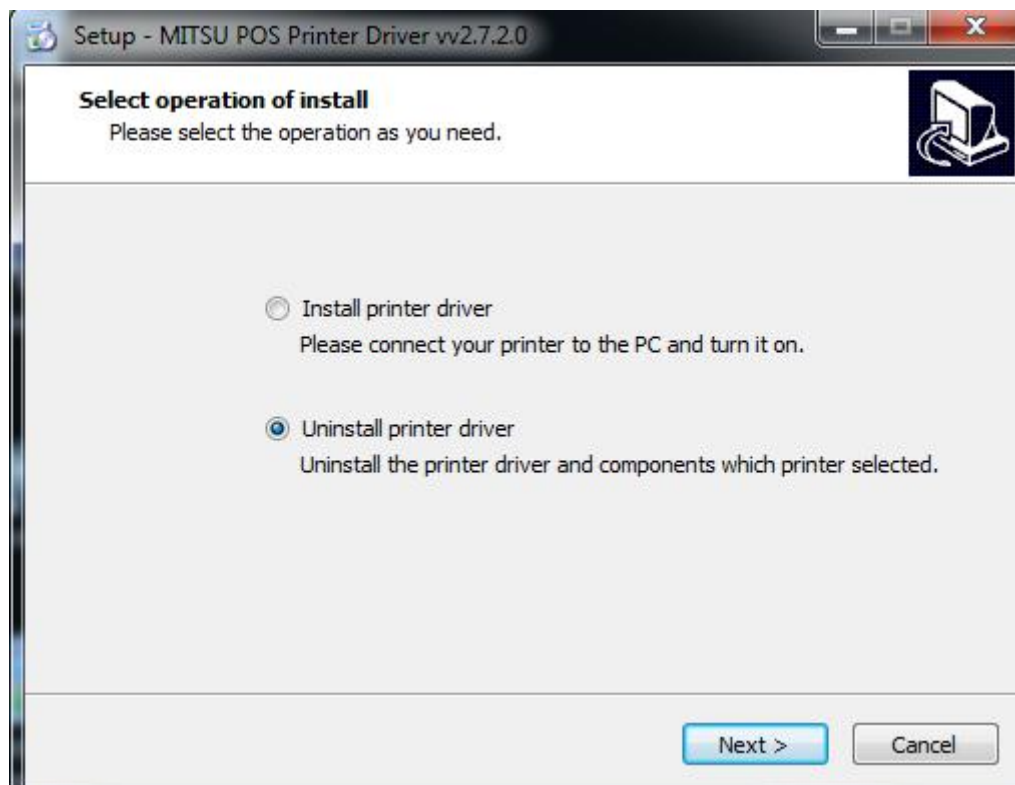 Setup - MITSU POS Printer Driver vv2.7.2.0
Select operation of install
Please select the operation as you need.
Install printer driver
Please connect your printer to the PC and turn it on.
Uninstall printer driver
Uninstall the printer driver and components which printer selected.
Next >
Cancel